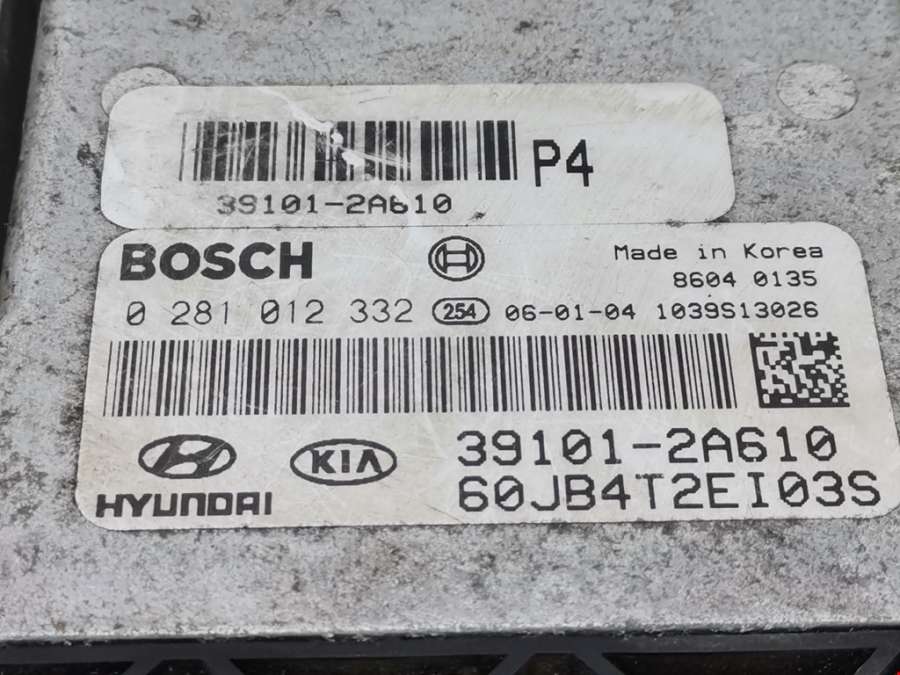 P4
39101-2A610
BOSCH
Made in Korea
8604 0135
0 281 012 332 254 06-01-04 1039S13026
39101-2A610
60JB4T2EI03S
HYUNDAI
KIA